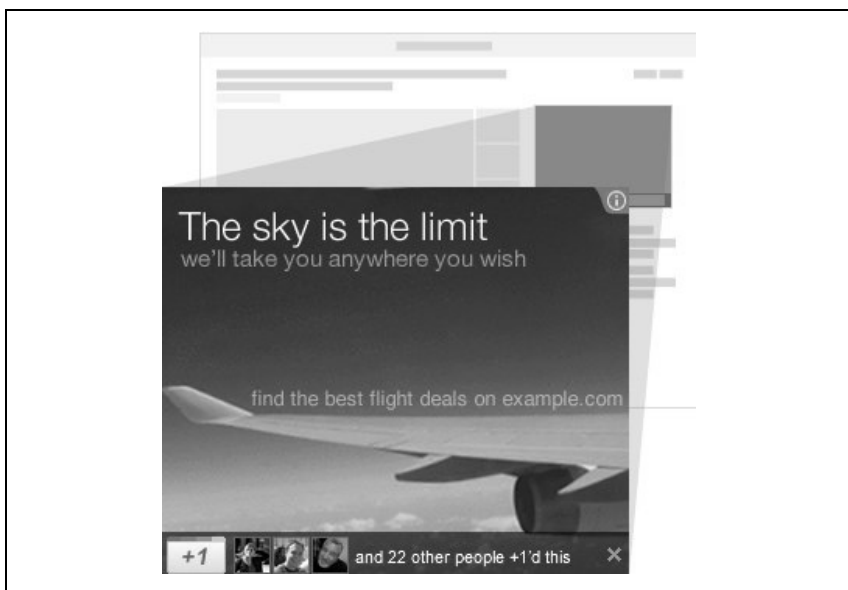 The sky is the limit
we'll take you anywhere you wish
find the best flight deals on example.com
+1 and 22 other people +1'd this